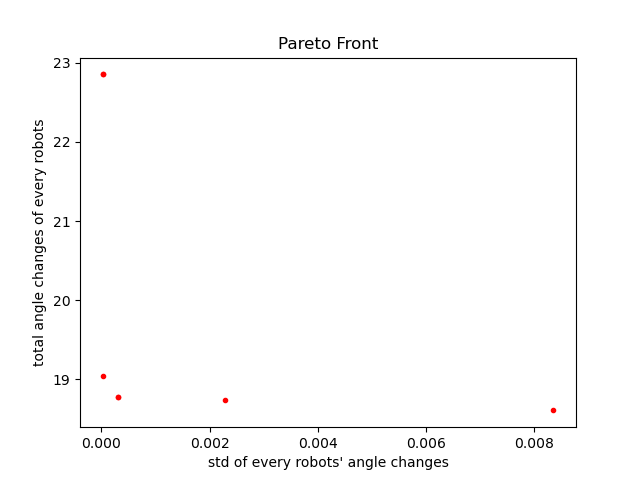 Pareto Front
23
22
21
20
19
total angle changes of every robots
0.000 0.002 0.004 0.006 0.008
std of every robots' angle changes